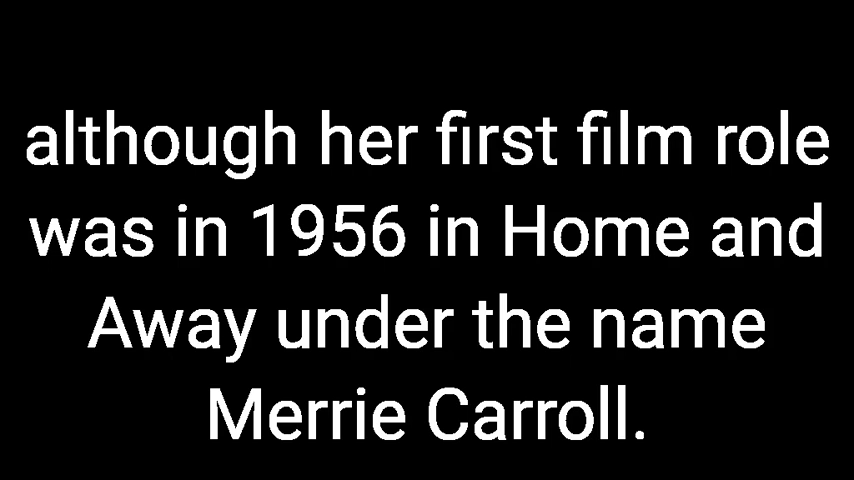 although her first film role
was in 1956 in Home and
Away under the name
Merrie Carroll.